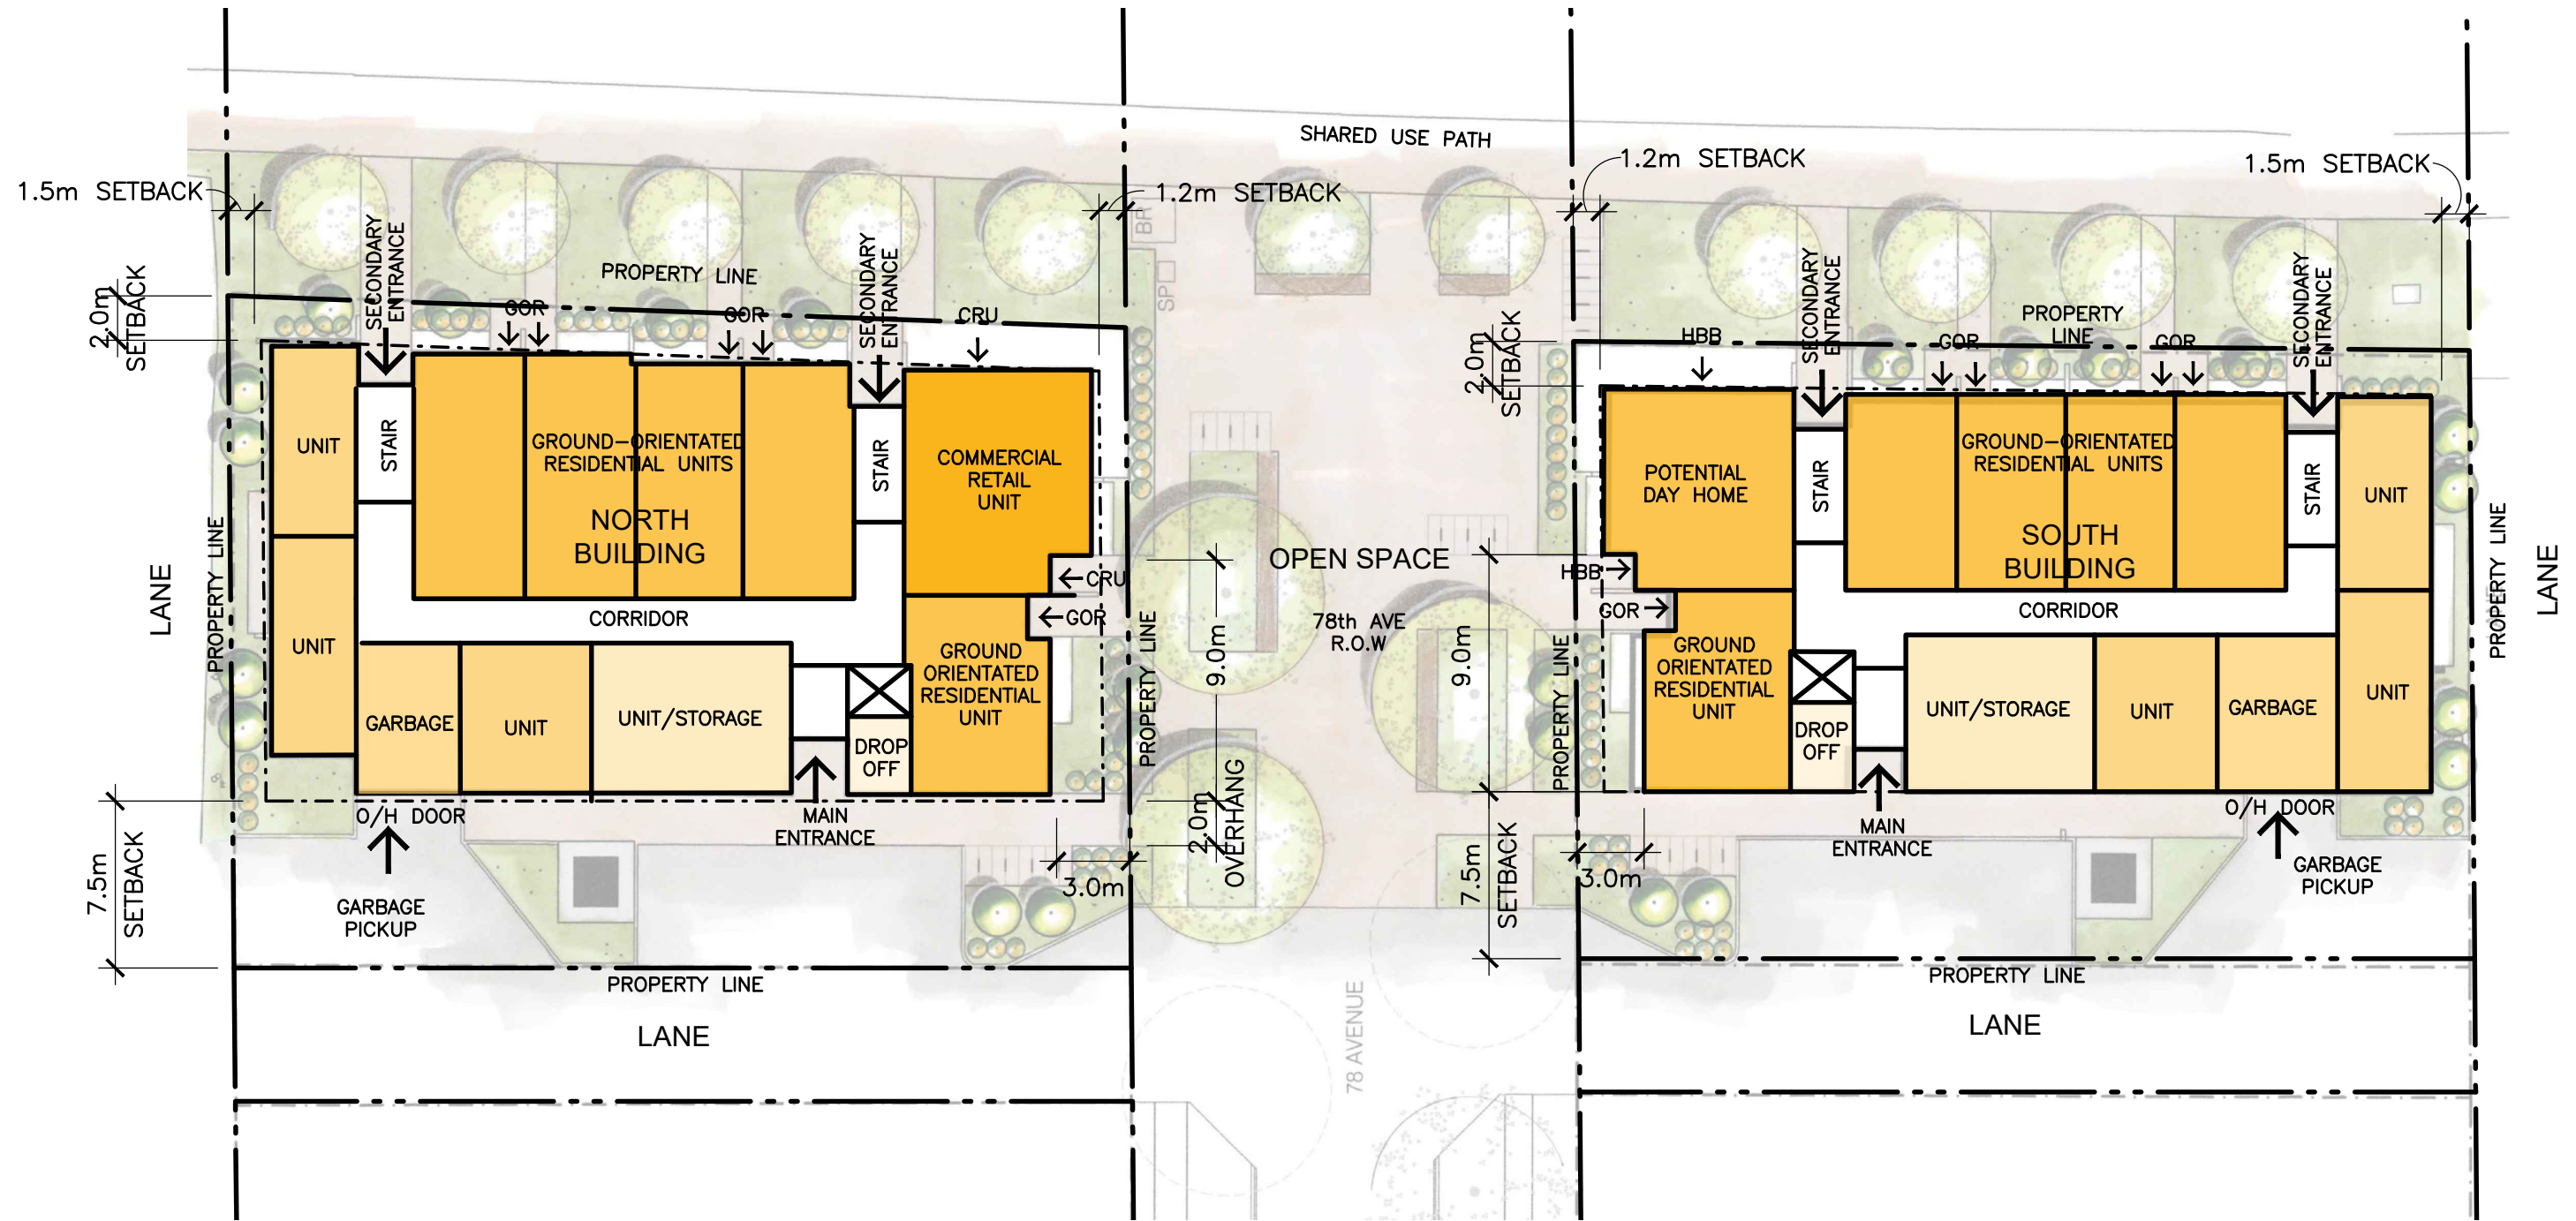 SHARED USE PATH
1.5m SETBACK
1.2m SETBACK
1.2m SETBACK
1.5m SETBACK
BF
SP
2.0m
SETBACK
SECONDARY
ENTRANCE
PROPERTY LINE
GOR
GOR
SECONDARY
ENTRANCE
CRU
UNIT
STAIR
GROUND-ORIENTATED
RESIDENTIAL UNITS
NORTH
BUILDING
STAIR
COMMERCIAL
RETAIL
UNIT
CRU
GOR
LANE
PROPERTY LINE
UNIT
CORRIDOR
GARBAGE
UNIT
UNIT/STORAGE
DROP
OFF
GROUND
ORIENTATED
RESIDENTIAL
UNIT
PROPERTY LINE
O/H DOOR
MAIN
ENTRANCE
GARBAGE
PICKUP
7.5m
SETBACK
3.0m
PROPERTY LINE
LANE
9.0m
2.0m
OVERHANG
OPEN SPACE
78th AVE
R.O.W
78 AVENUE
2.0m
SETBACK
HBB
SECONDARY
ENTRANCE
GOR
PROPERTY
LINE
GOR
SECONDARY
ENTRANCE
POTENTIAL
DAY HOME
STAIR
GROUND-ORIENTATED
RESIDENTIAL UNITS
SOUTH
BUILDING
STAIR
UNIT
HBB
GOR
9.0m
PROPERTY LINE
GROUND
ORIENTATED
RESIDENTIAL
UNIT
DROP
OFF
CORRIDOR
UNIT/STORAGE
UNIT
GARBAGE
UNIT
PROPERTY LINE
LANE
7.5m
SETBACK
3.0m
MAIN
ENTRANCE
O/H DOOR
GARBAGE
PICKUP
PROPERTY LINE
LANE